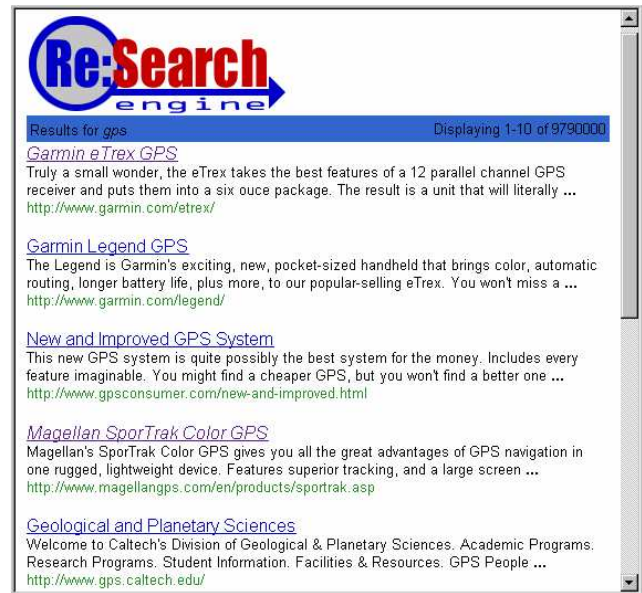 Re:Search
engine
Results for gps Displaying 1-10 of 9790000
Garmin eTrex GPS
Truly a small wonder, the eTrex takes the best features of a 12 parallel channel GPS
receiver and puts them into a six ouce package. The result is a unit that will literally ...
http://www.garmin.com/etrex/
Garmin Legend GPS
The Legend is Garmin's exciting, new, pocket-sized handheld that brings color, automatic
routing, longer battery life, plus more, to our popular-selling eTrex. You won't miss a ...
http://www.garmin.com/legend/
New and Improved GPS System
This new GPS system is quite possibly the best system for the money. Includes every
feature imaginable. You might find a cheaper GPS, but you won't find a better one ...
http://www.gpsconsumer.com/new-and-improved.html
Magellan SporTrak Color GPS
Magellan's SporTrak Color GPS gives you all the great advantages of GPS navigation in
one rugged, lightweight device. Features superior tracking, and a large screen ...
http://www.magellangps.com/en/products/sportrak.asp
Geological and Planetary Sciences
Welcome to Caltech's Division of Geological & Planetary Sciences. Academic Programs.
Research Programs. Student Information. Facilities & Resources. GPS People ...
http://www.gps.caltech.edu/